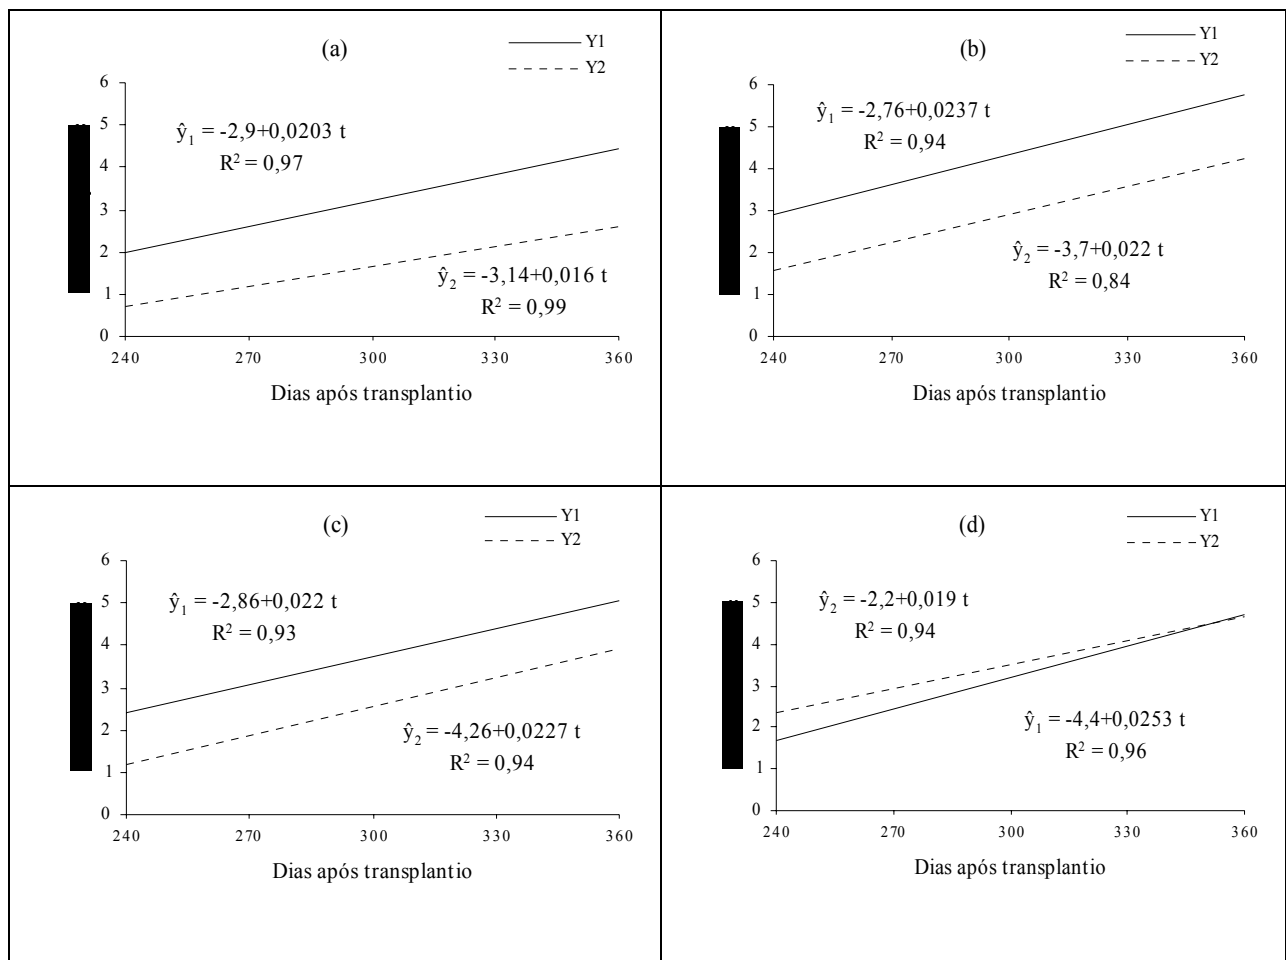 (a)
Y1
Y2
6
5
4
3
2
1
0
ŷ₁ = -2,9+0,0203 t
R² = 0,97
ŷ₂ = -3,14+0,016 t
R² = 0,99
240 270 300 330 360
Dias após transplantio
(b)
Y1
Y2
6
5
4
3
2
1
0
ŷ₁ = -2,76+0,0237 t
R² = 0,94
ŷ₂ = -3,7+0,022 t
R² = 0,84
240 270 300 330 360
Dias após transplantio
(c)
Y1
Y2
6
5
4
3
2
1
0
ŷ₁ = -2,86+0,022 t
R² = 0,93
ŷ₂ = -4,26+0,0227 t
R² = 0,94
240 270 300 330 360
Dias após transplantio
(d)
Y1
Y2
6
5
4
3
2
1
0
ŷ₂ = -2,2+0,019 t
R² = 0,94
ŷ₁ = -4,4+0,0253 t
R² = 0,96
240 270 300 330 360
Dias após transplantio